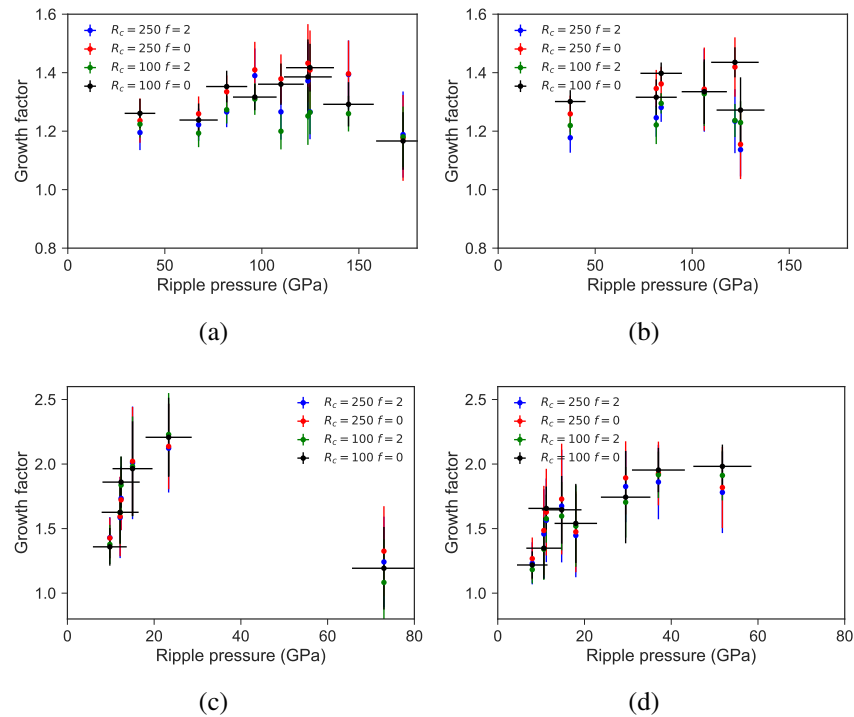 1.6
1.4
1.2
1.0
0.8
Growth factor
R_c = 250 f = 2
R_c = 250 f = 0
R_c = 100 f = 2
R_c = 100 f = 0
0 50 100 150
Ripple pressure (GPa)
(a)
1.6
1.4
1.2
1.0
0.8
Growth factor
R_c = 250 f = 2
R_c = 250 f = 0
R_c = 100 f = 2
R_c = 100 f = 0
0 50 100 150
Ripple pressure (GPa)
(b)
2.5
2.0
1.5
1.0
Growth factor
R_c = 250 f = 2
R_c = 250 f = 0
R_c = 100 f = 2
R_c = 100 f = 0
0 20 40 60 80
Ripple pressure (GPa)
(c)
2.5
2.0
1.5
1.0
Growth factor
R_c = 250 f = 2
R_c = 250 f = 0
R_c = 100 f = 2
R_c = 100 f = 0
0 20 40 60 80
Ripple pressure (GPa)
(d)